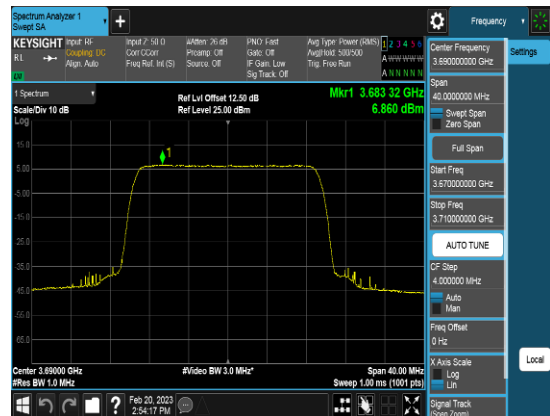 Spectrum Analyzer 1
Swept SA
+
Frequency
KEYSIGHT
Input: RF
Coupling: DC
Align: Auto
Input Z: 50 Ω
Corr CCorr
Freq Ref: Int (S)
#Atten: 26 dB
Preamp: Off
Source: Off
PNO: Fast
Gate: Off
IF Gain: Low
Sig Track: Off
Avg Type: Power (RMS)
Avg|Hold: 500/500
Trig: Free Run
1 2 3 4 5 6
A W W W W W
A N N N N N
RL
1 Spectrum
Scale/Div 10 dB
Log
Ref Lvl Offset 12.50 dB
Ref Level 25.00 dBm
Mkr1 3.683 32 GHz
6.860 dBm
1
15.0
5.00
-5.00
-15.0
-25.0
-35.0
-45.0
-55.0
-65.0
Center 3.69000 GHz
#Res BW 1.0 MHz
#Video BW 3.0 MHz*
Span 40.00 MHz
Sweep 1.00 ms (1001 pts)
Center Frequency
3.690000000 GHz
Span
40.0000000 MHz
Swept Span
Zero Span
Full Span
Start Freq
3.670000000 GHz
Stop Freq
3.710000000 GHz
AUTO TUNE
CF Step
4.000000 MHz
Auto
Man
Freq Offset
0 Hz
X Axis Scale
Log
Lin
Signal Track
(Span Zoom)
Settings
Local
?
Feb 20, 2023
2:54:17 PM